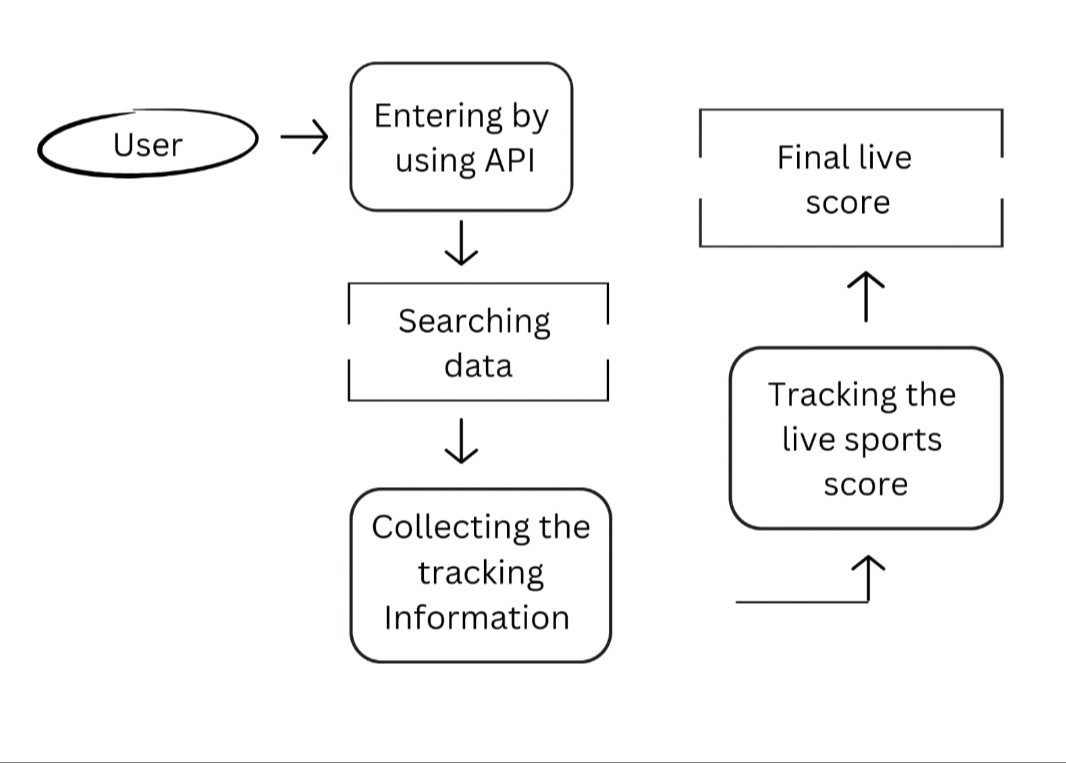 User
Entering by
using API
Searching
data
Collecting the
tracking
Information
Tracking the
live sports
score
Final live
score